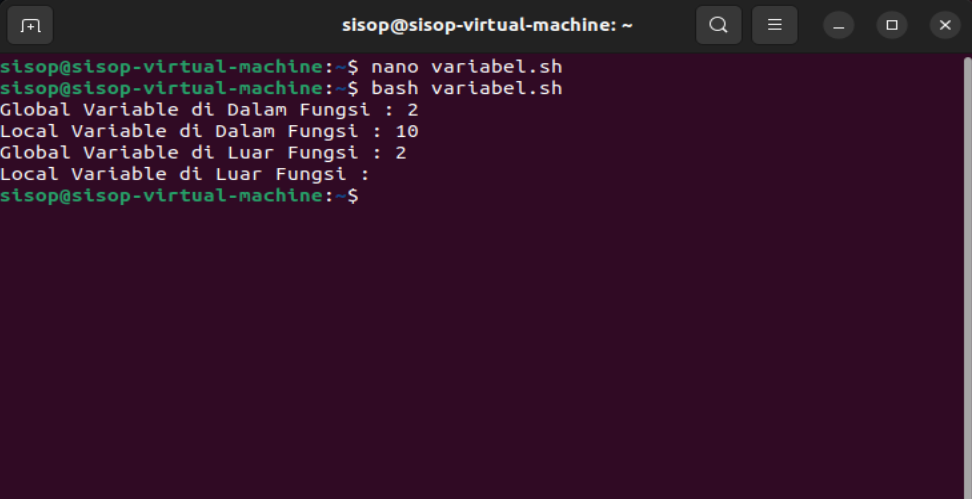 sisop@sisop-virtual-machine: ~
sisop@sisop-virtual-machine:~$ nano variabel.sh
sisop@sisop-virtual-machine:~$ bash variabel.sh
Global Variable di Dalam Fungsi : 2
Local Variable di Dalam Fungsi : 10
Global Variable di Luar Fungsi : 2
Local Variable di Luar Fungsi :
sisop@sisop-virtual-machine:~$